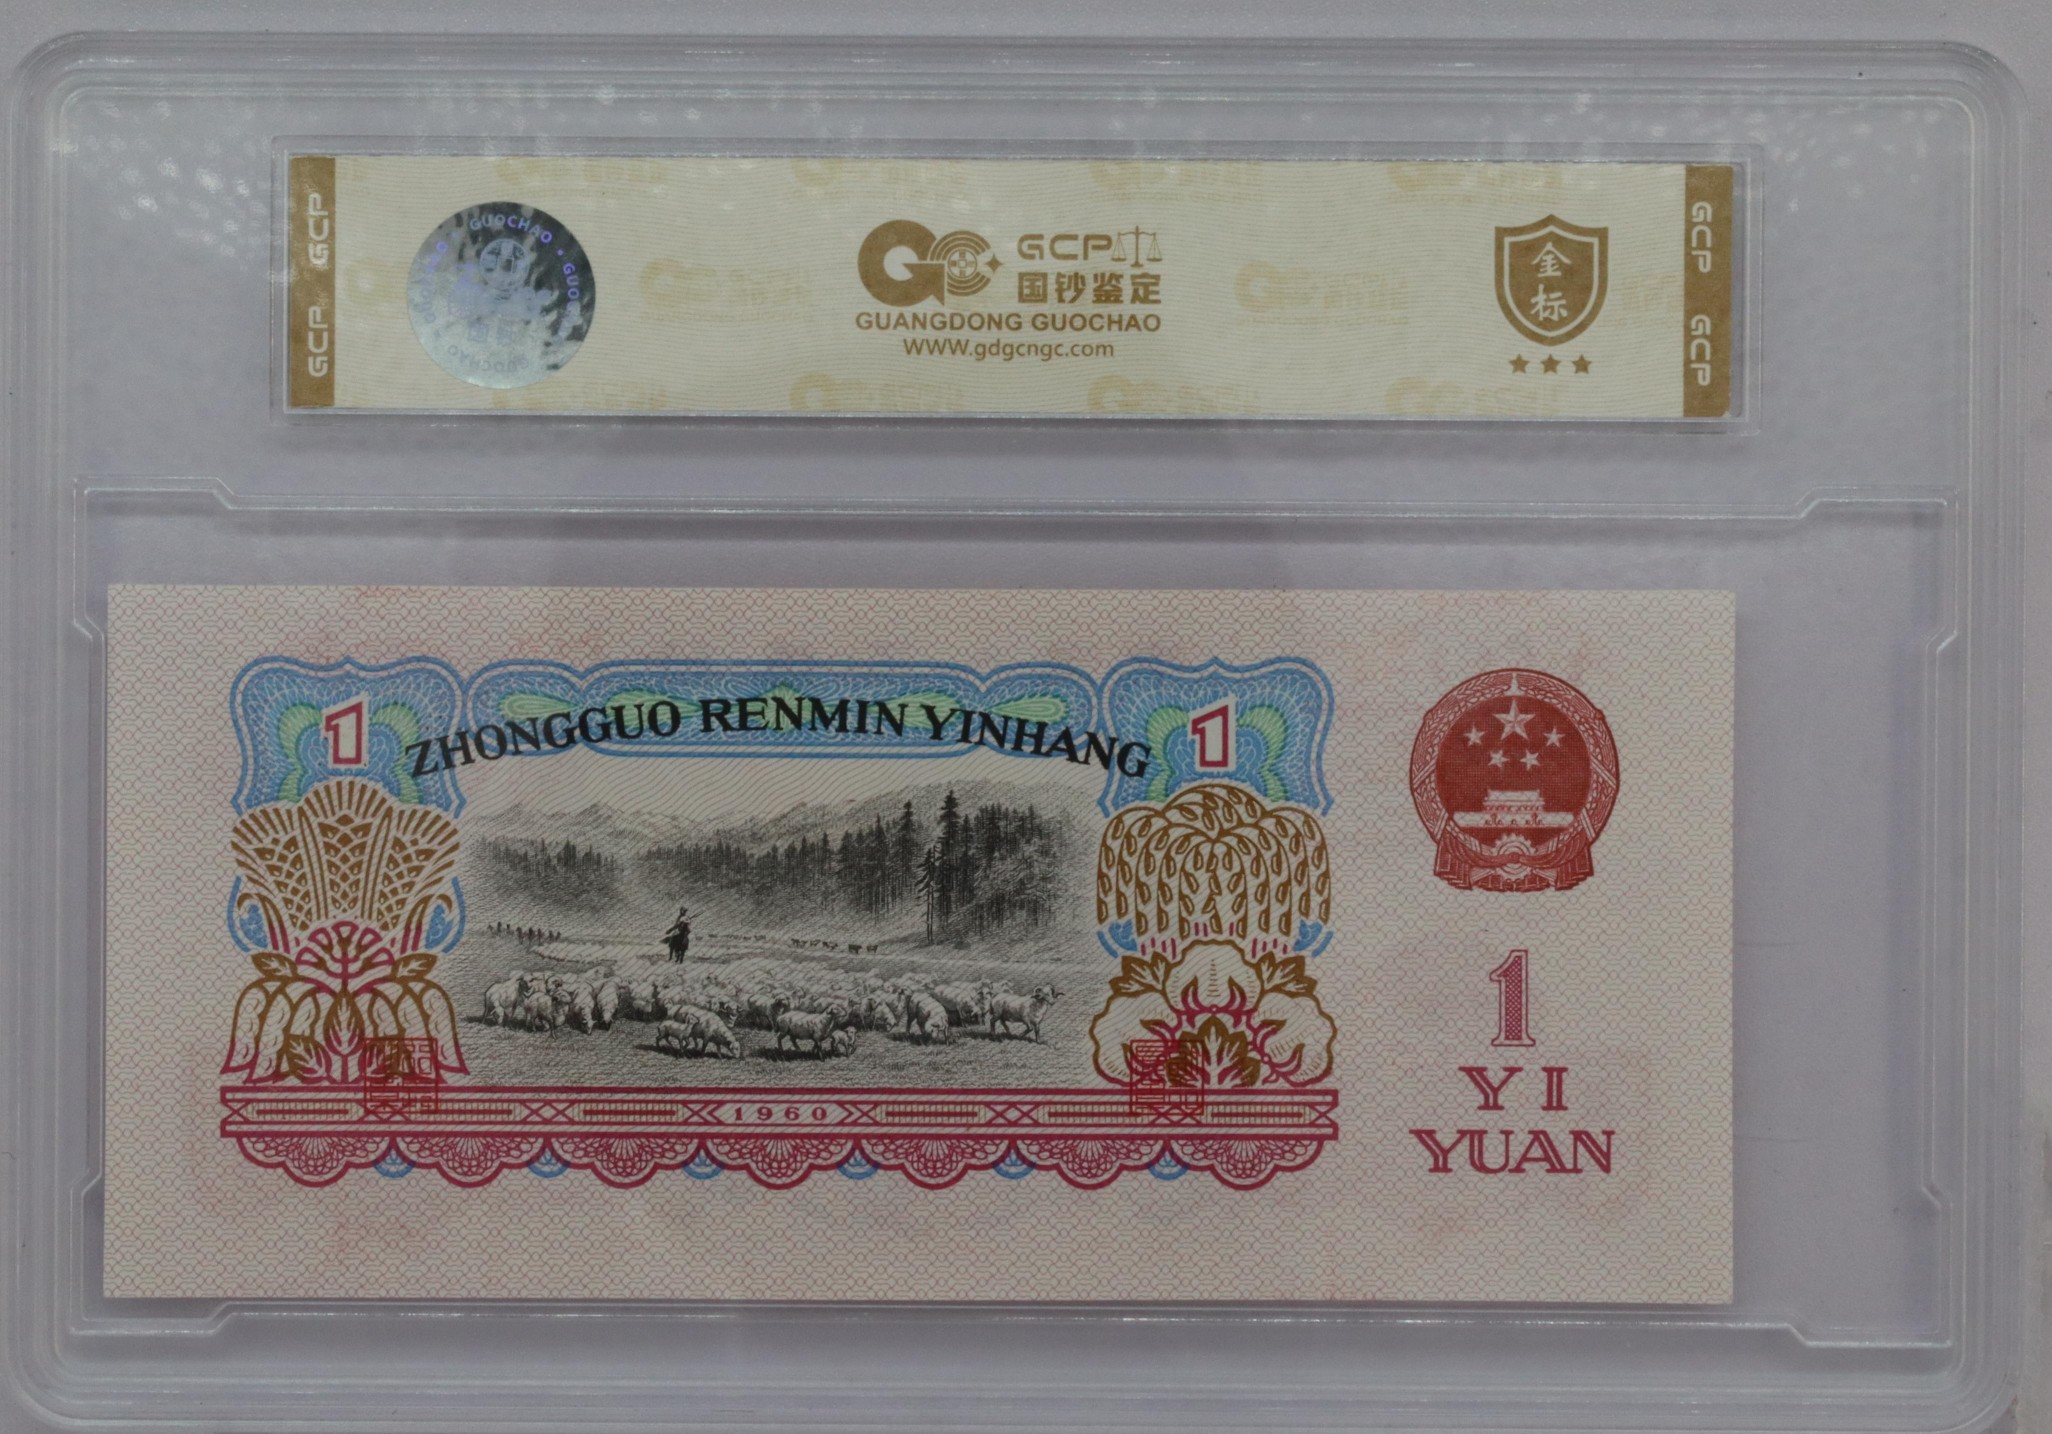 GCP GCP
GUOCHAO • GUOCHAO
GCP
国钞鉴定
GUANGDONG GUOCHAO
WWW.gdgcngc.com
金标
GCP GCP
1
ZHONGGUO RENMIN YINHANG
1
1960
1
YI
YUAN